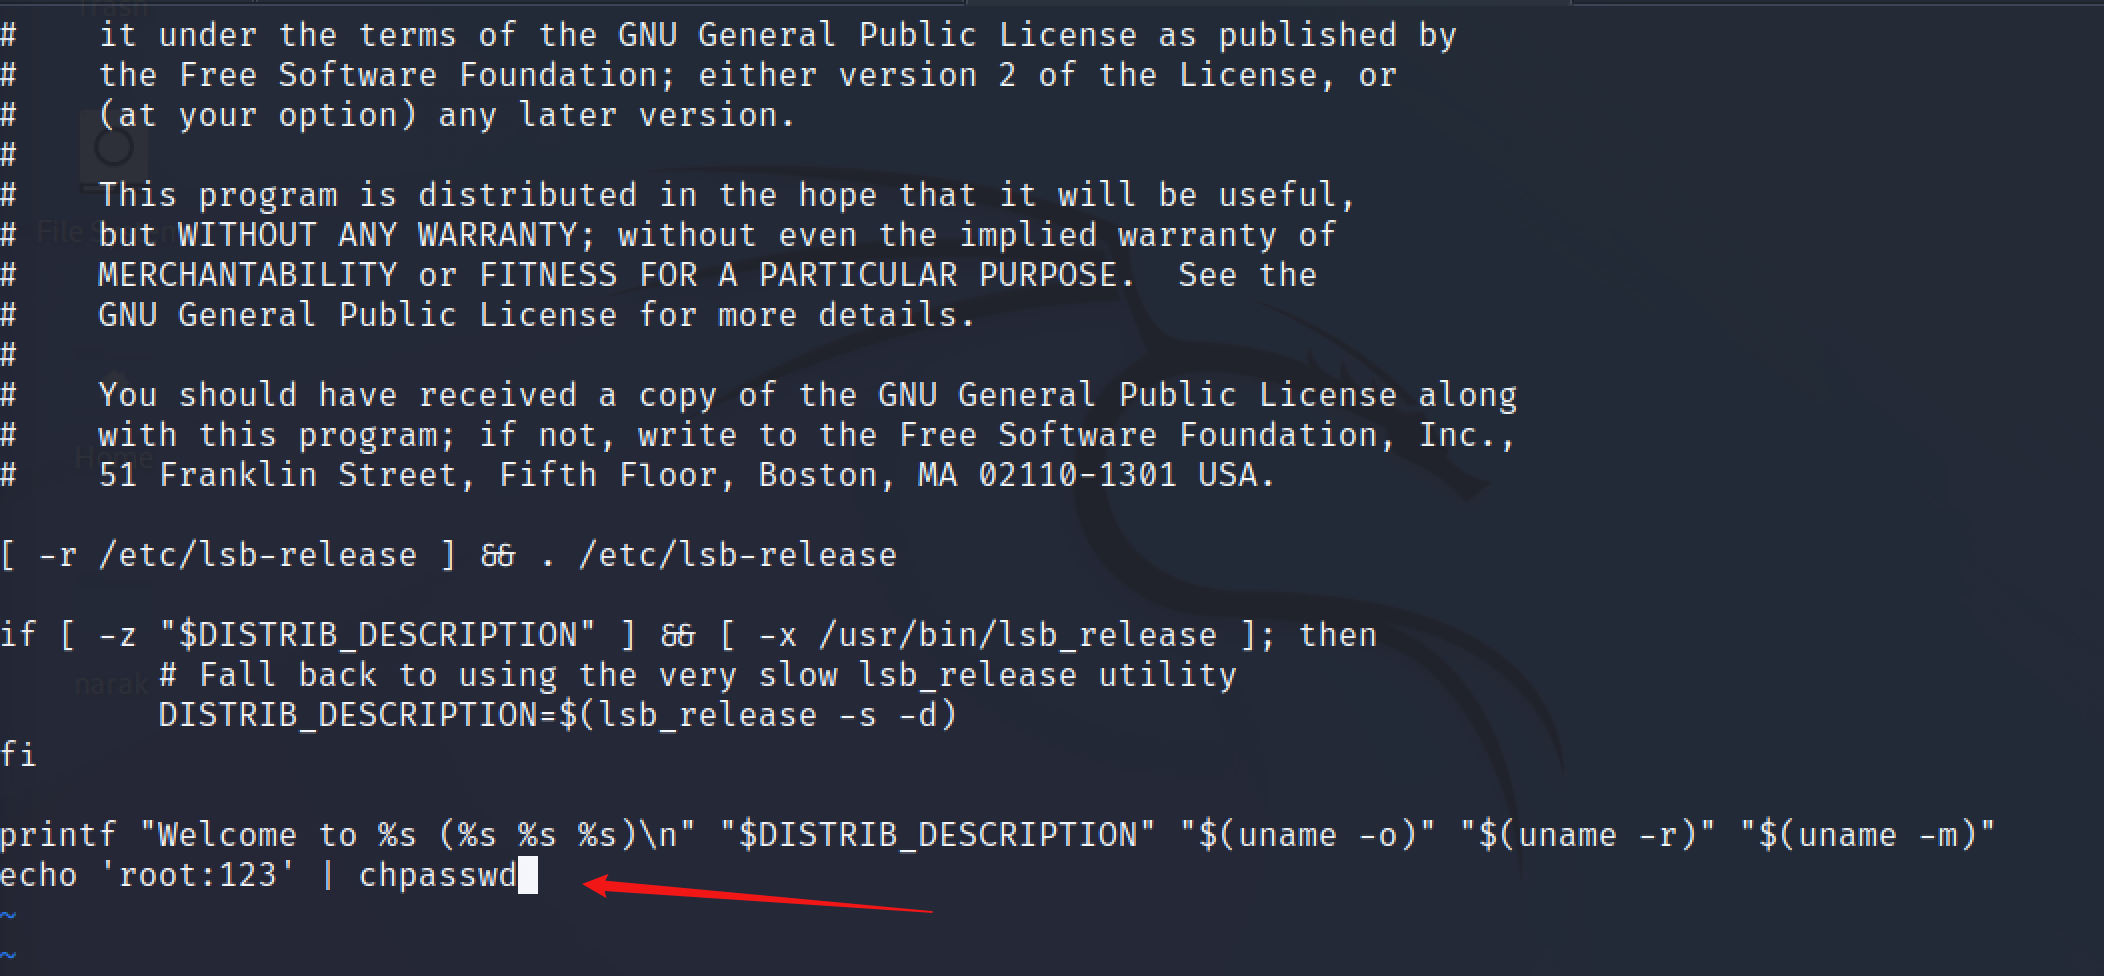 Trash
#    it under the terms of the GNU General Public License as published by
#    the Free Software Foundation; either version 2 of the License, or
#    (at your option) any later version.
#
#    This program is distributed in the hope that it will be useful,
File System
#    but WITHOUT ANY WARRANTY; without even the implied warranty of
#    MERCHANTABILITY or FITNESS FOR A PARTICULAR PURPOSE.  See the
#    GNU General Public License for more details.
#
#    You should have received a copy of the GNU General Public License along
#    with this program; if not, write to the Free Software Foundation, Inc.,
Home
#    51 Franklin Street, Fifth Floor, Boston, MA 02110-1301 USA.
[ -r /etc/lsb-release ] && . /etc/lsb-release
if [ -z "$DISTRIB_DESCRIPTION" ] && [ -x /usr/bin/lsb_release ]; then
        # Fall back to using the very slow lsb_release utility
narak
        DISTRIB_DESCRIPTION=$(lsb_release -s -d)
fi
printf "Welcome to %s (%s %s %s)\n" "$DISTRIB_DESCRIPTION" "$(uname -o)" "$(uname -r)" "$(uname -m)"
echo 'root:123' | chpasswd
~
~